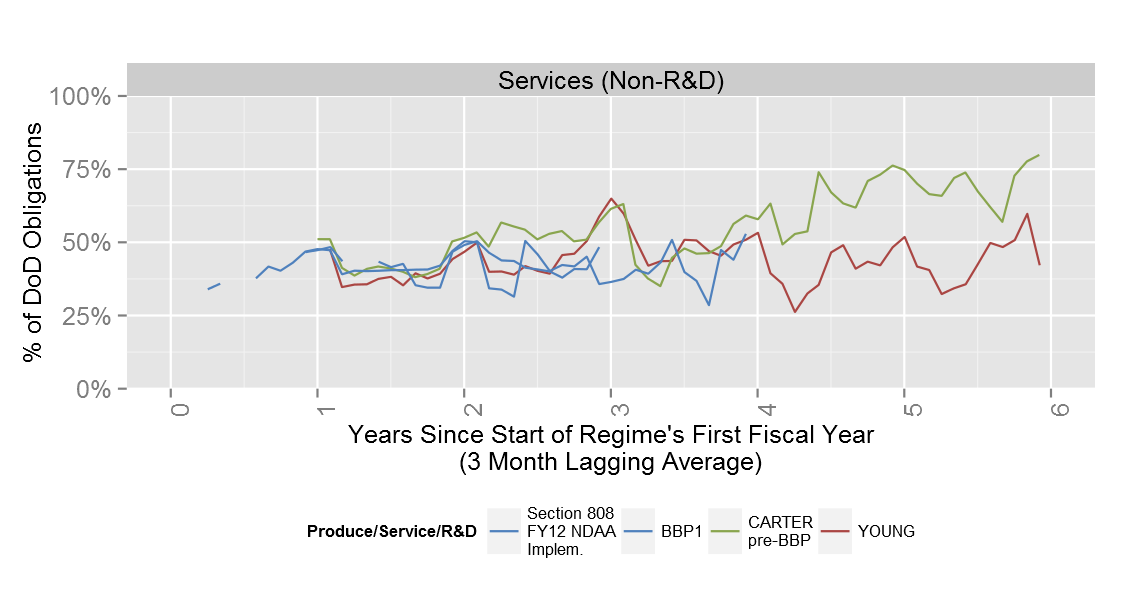 Services (Non-R&D)
100%
75%
50%
25%
0%
% of DoD Obligations
0
1
2
3
4
5
6
Years Since Start of Regime's First Fiscal Year
(3 Month Lagging Average)
Produce/Service/R&D
Section 808
FY12 NDAA
Implem.
BBP1
CARTER
pre-BBP
YOUNG